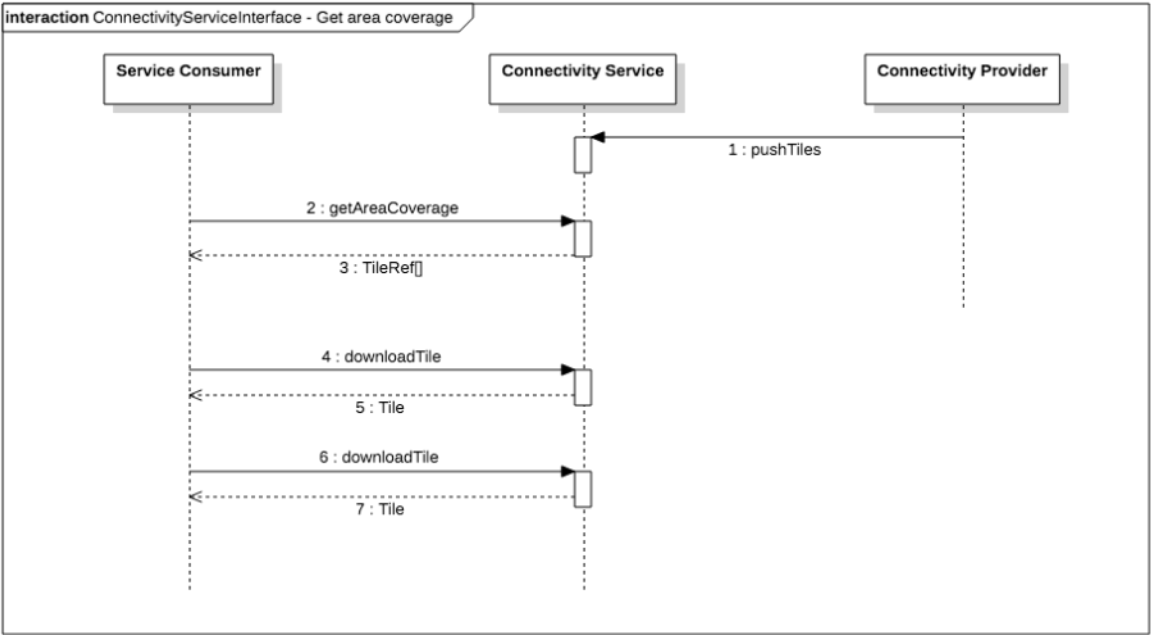 interaction ConnectivityServiceInterface - Get area coverage
Service Consumer
Connectivity Service
Connectivity Provider
1 : pushTiles
2 : getAreaCoverage
3 : TileRef[]
4 : downloadTile
5 : Tile
6 : downloadTile
7 : Tile